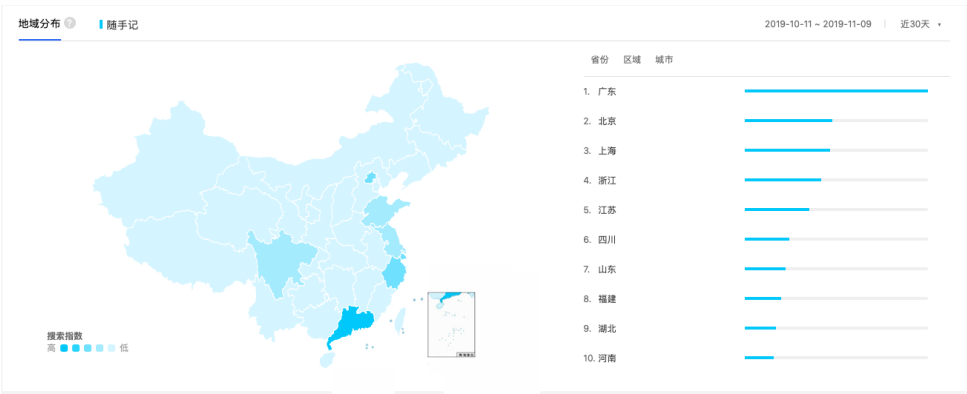 地域分布 ? 随手记 2019-10-11 ~ 2019-11-09 近30天
省份 区域 城市
1. 广东
2. 北京
3. 上海
4. 浙江
5. 江苏
6. 四川
7. 山东
8. 福建
9. 湖北
10. 河南
搜索指数
高 低